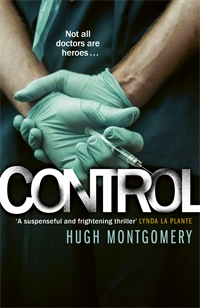 Not all
doctors are
heroes...
CONTROL
'A suspenseful and frightening thriller' LYNDA LA PLANTE
HUGH MONTGOMERY